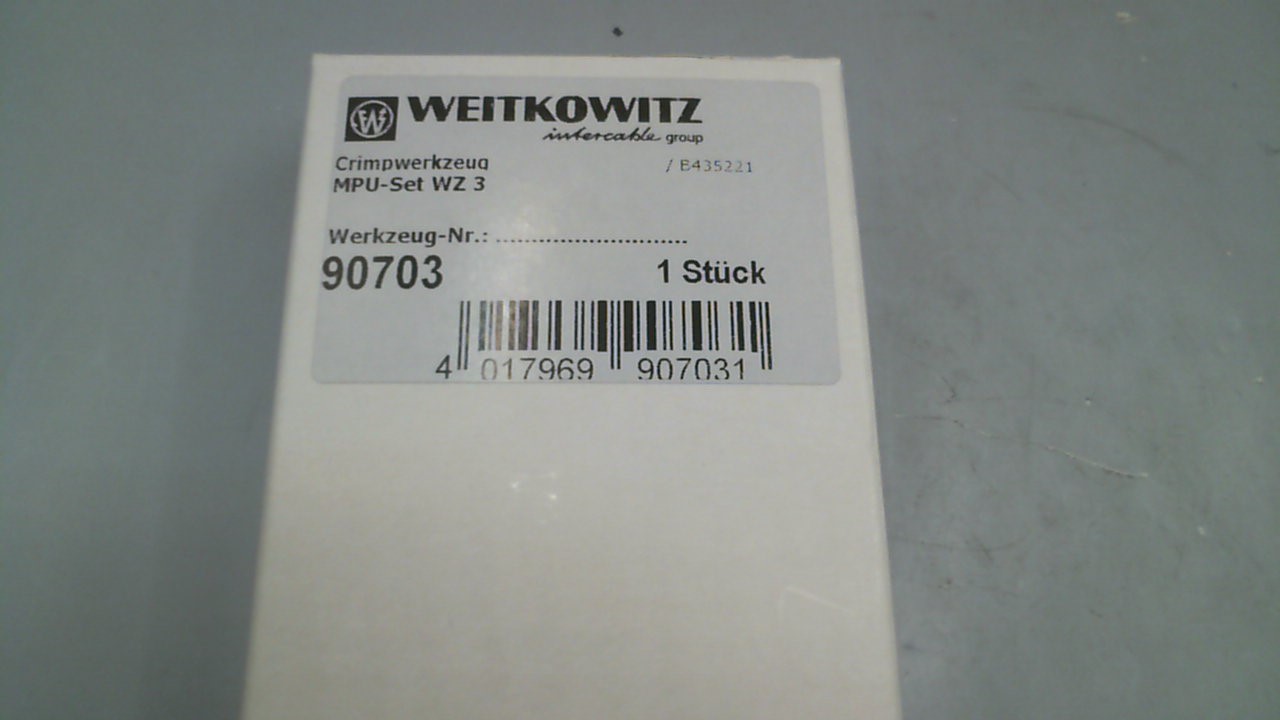 WEITKOWITZ
intercable group
Crimpwerkzeug / B435221
MPU-Set WZ 3
Werkzeug-Nr.: ...........................
90703 1 Stück
4 017969 907031